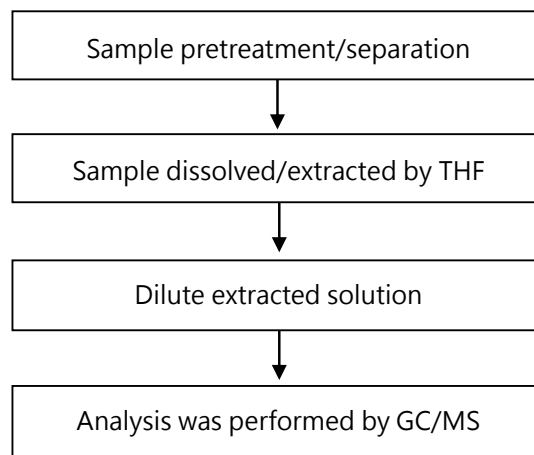 Sample pretreatment/separation
Sample dissolved/extracted by THF
Dilute extracted solution
Analysis was performed by GC/MS